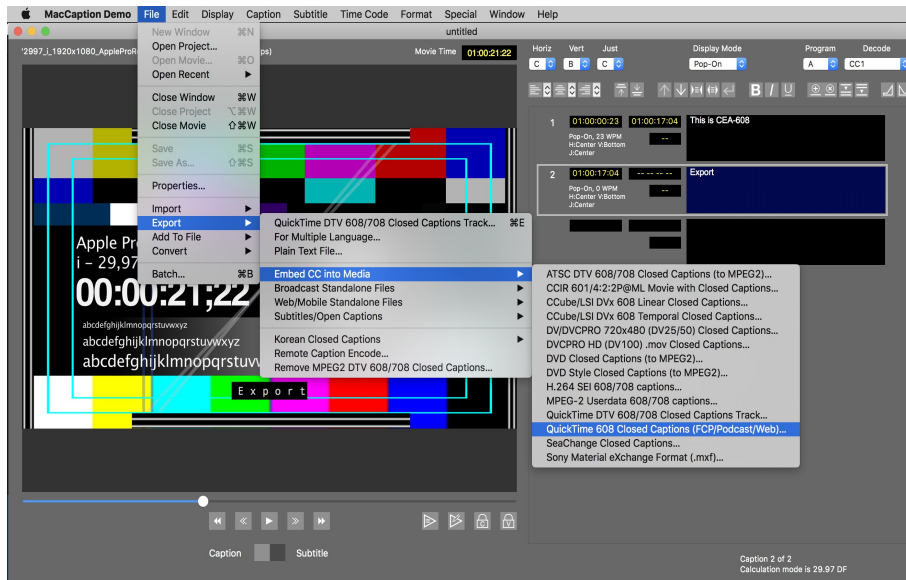 MacCaption Demo File Edit Display Caption Subtitle Time Code Format Special Window Help
untitled
'2997_i_1920x1080_AppleProR
ps)
Movie Time 01:00:21:22
New Window ⌘N
Open Project...
Open Movie... ⌘O
Open Recent
Close Window ⌘W
Close Project ⌥⌘W
Close Movie ⇧⌘W
Save ⌘S
Save As... ⇧⌘S
Properties...
Import
Export
Add To File
Convert
Batch... ⌘B
QuickTime DTV 608/708 Closed Captions Track... ⌘E
For Multiple Language...
Plain Text File...
Embed CC into Media
Broadcast Standalone Files
Web/Mobile Standalone Files
Subtitles/Open Captions
Korean Closed Captions
Remote Caption Encode...
Remove MPEG2 DTV 608/708 Closed Captions...
ATSC DTV 608/708 Closed Captions (to MPEG2)...
CCIR 601/4:2:2P@ML Movie with Closed Captions...
CCube/LSI DVx 608 Linear Closed Captions...
CCube/LSI DVx 608 Temporal Closed Captions...
DV/DVCPRO 720x480 (DV25/50) Closed Captions...
DVCPRO HD (DV100) .mov Closed Captions...
DVD Closed Captions (to MPEG2)...
DVD Style Closed Captions (to MPEG2)...
H.264 SEI 608/708 captions...
MPEG-2 Userdata 608/708 captions...
QuickTime DTV 608/708 Closed Captions Track...
QuickTime 608 Closed Captions (FCP/Podcast/Web)...
SeaChange Closed Captions...
Sony Material eXchange Format (.mxf)...
Apple Pr
i – 29,97
00:00:21;22
abcdefghijklmnopqrstuvwxyz
abcdefghijklmnopqrstuvwxyz
abcdefghijklmnopqrstuvw
Export
Caption Subtitle
Horiz Vert Just Display Mode Program Decode
C B C Pop-On A CC1
B I U
1 01:00:00:23 01:00:17:04 This is CEA-608
Pop-On, 23 WPM
H:Center V:Bottom
J:Center
-- 
2 01:00:17:04 -- -- -- -- Export
Pop-On, 0 WPM
H:Center V:Bottom
J:Center
--
Caption 2 of 2
Calculation mode is 29.97 DF